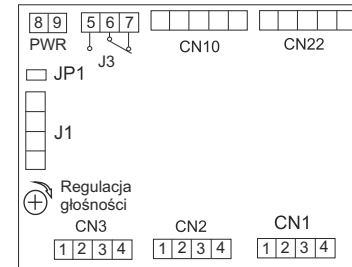 8 9 5 6 7
PWR J3 CN10 CN22
JP1
J1
Regulacja
głośności
CN3 CN2 CN1
1 2 3 4 1 2 3 4 1 2 3 4